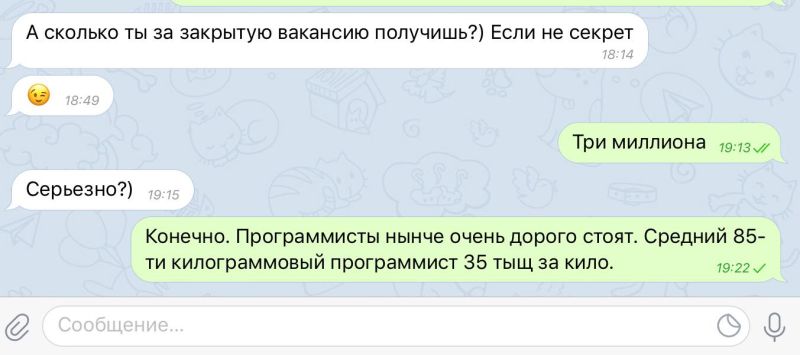 А сколько ты за закрытую вакансию получишь?) Если не секрет
18:14
😉 18:49
Три миллиона 19:13
Серьезно?) 19:15
Конечно. Программисты нынче очень дорого стоят. Средний 85-
ти килограммовый программист 35 тыщ за кило.
19:22
Сообщение...